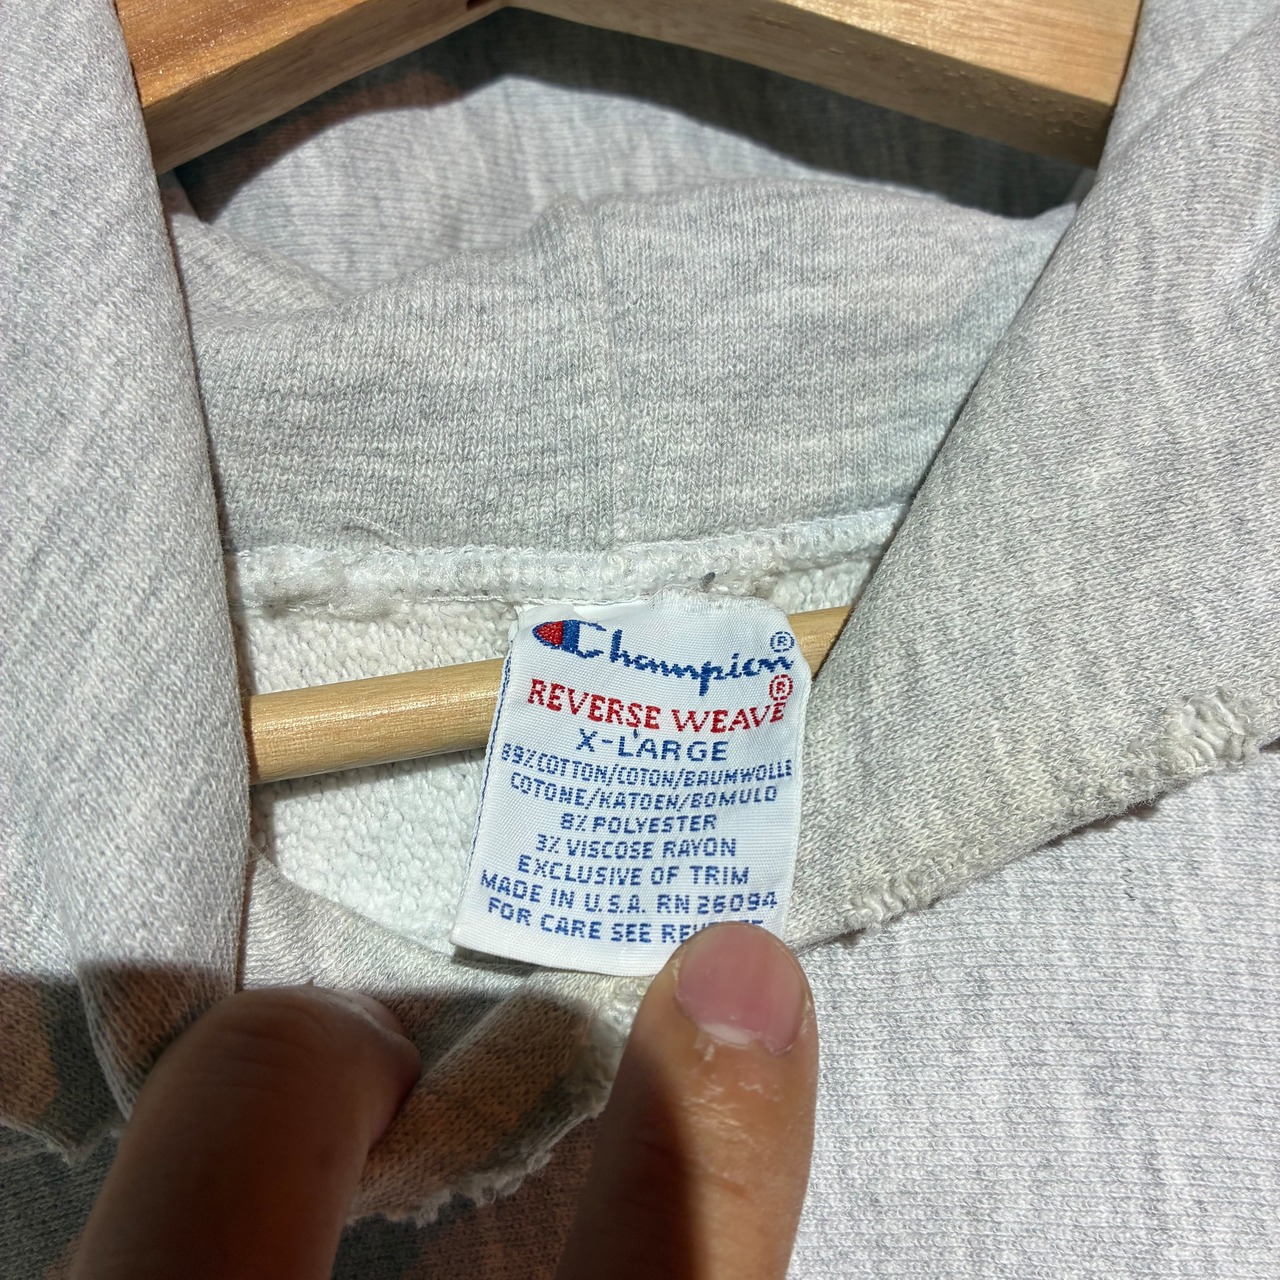 Champion®
REVERSE WEAVE®
X-LARGE
89% COTTON/COTON/BAUMWOLLE
COTONE/KATOEN/BOMULD
8% POLYESTER
3% VISCOSE RAYON
EXCLUSIVE OF TRIM
MADE IN U.S.A. RN 26094
FOR CARE SEE